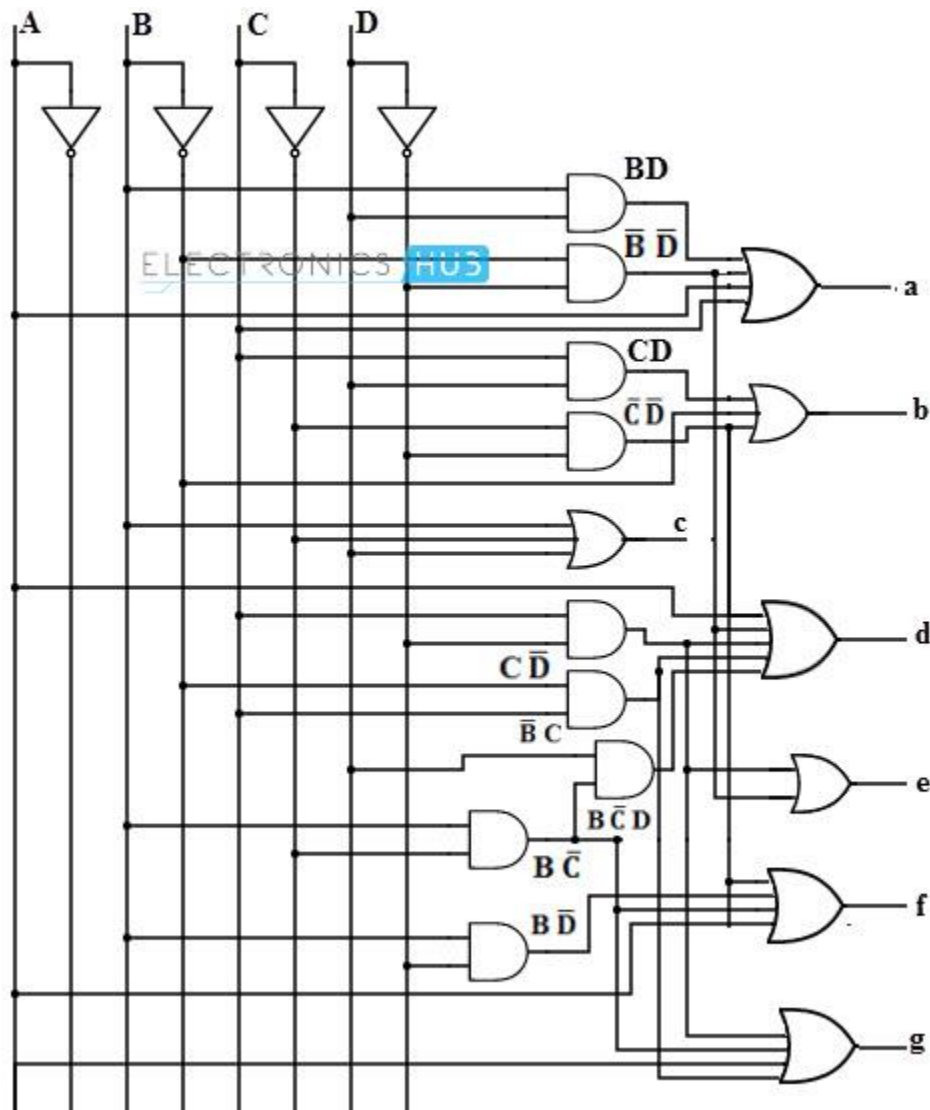 A B C D
BD
B̅ D̅
ELECTRONICS HUB
a
CD
b
C̅ D̅
c
d
C D̅
B̅ C
e
B C̅ D
B C̅
f
B D̅
g